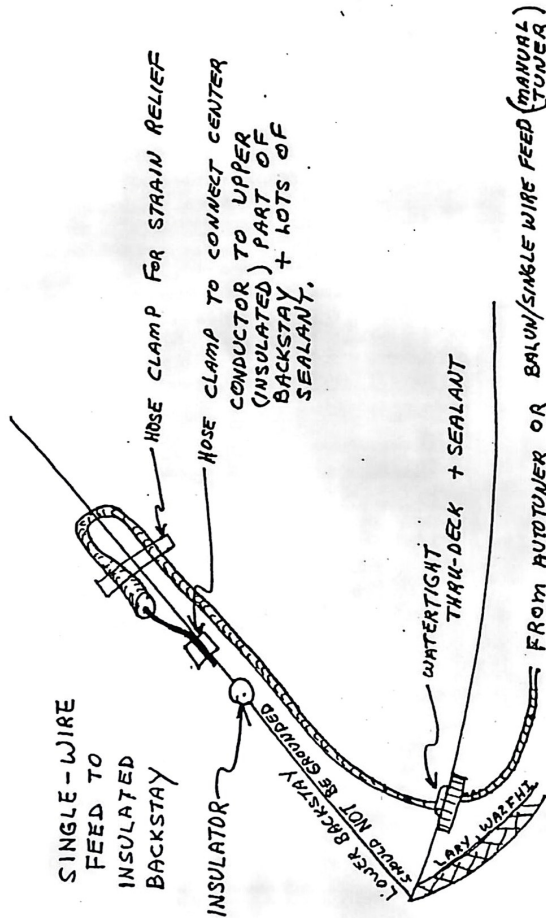 SINGLE-WIRE
FEED TO
INSULATED
BACKSTAY
HOSE CLAMP FOR STRAIN RELIEF
HOSE CLAMP TO CONNECT CENTER
CONDUCTOR TO UPPER
(INSULATED) PART OF
BACKSTAY + LOTS OF
SEALANT.
INSULATOR
LOWER BACKSTAY
SHOULD NOT BE GROUNDED
WATERTIGHT
THRU-DECK + SEALANT
LARY, WA2FHI
FROM AUTOTUNER OR BALUN/SINGLE WIRE FEED (MANUAL
TUNER)